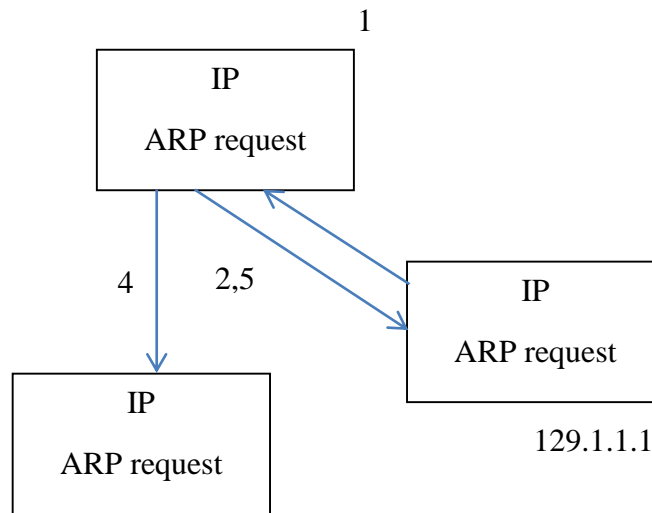 1
IP
ARP request
4
2,5
IP
ARP request
IP
ARP request
129.1.1.1